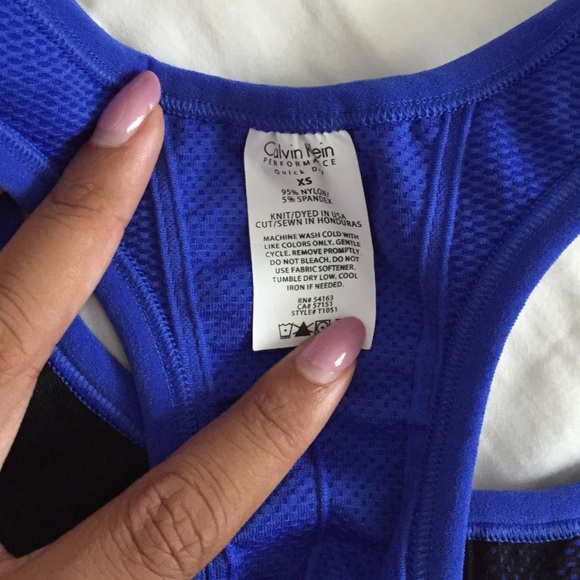 Calvin Klein
PERFORMANCE
Quick Dry
XS
95% NYLON/
5% SPANDEX
KNIT/DYED IN USA
CUT/SEWN IN HONDURAS
MACHINE WASH COLD WITH
LIKE COLORS ONLY. GENTLE
CYCLE. REMOVE PROMPTLY
DO NOT BLEACH. DO NOT
USE FABRIC SOFTENER.
TUMBLE DRY LOW. COOL
IRON IF NEEDED.
RN# 54163
CA# 57151
STYLE# T1051